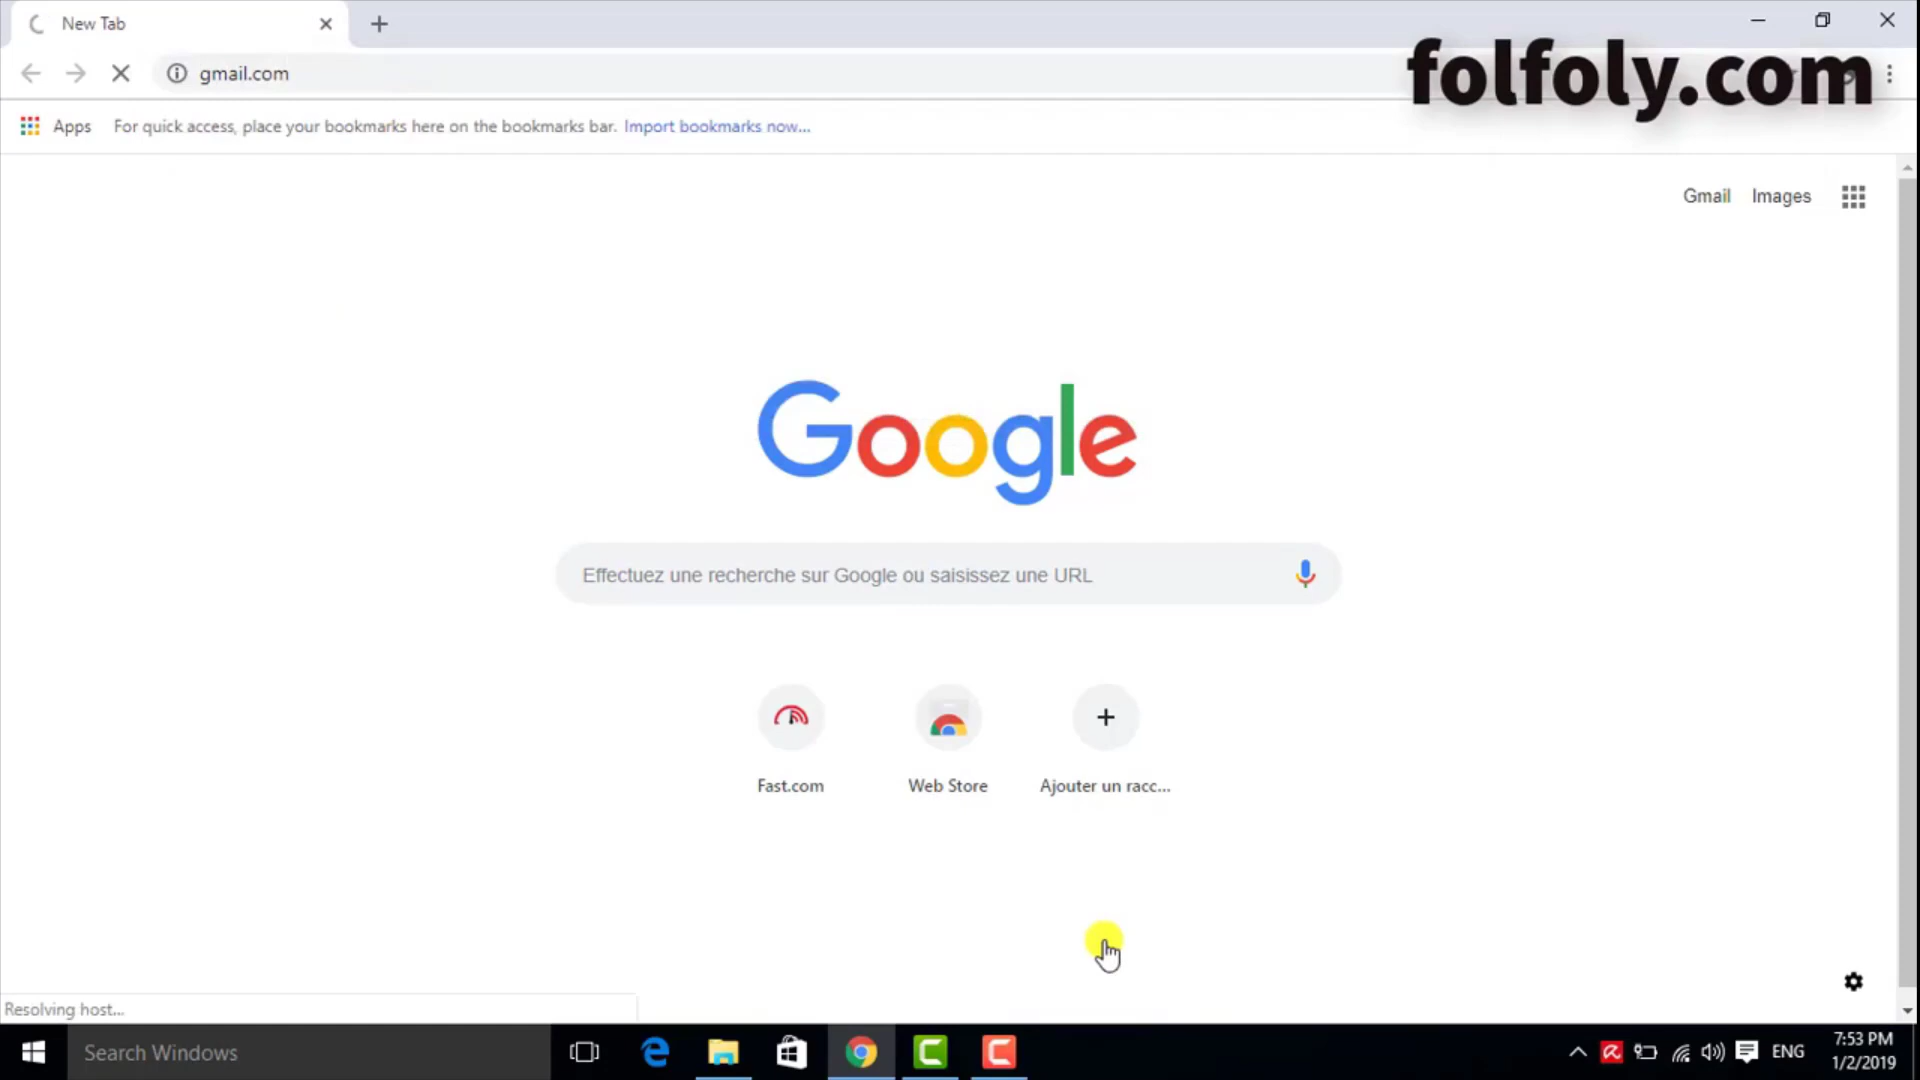 New Tab
gmail.com
folfoly.com
Apps For quick access, place your bookmarks here on the bookmarks bar. Import bookmarks now...
Gmail Images
Google
Effectuez une recherche sur Google ou saisissez une URL
Fast.com Web Store Ajouter un racc...
Resolving host...
Search Windows
ENG
7:53 PM
1/2/2019